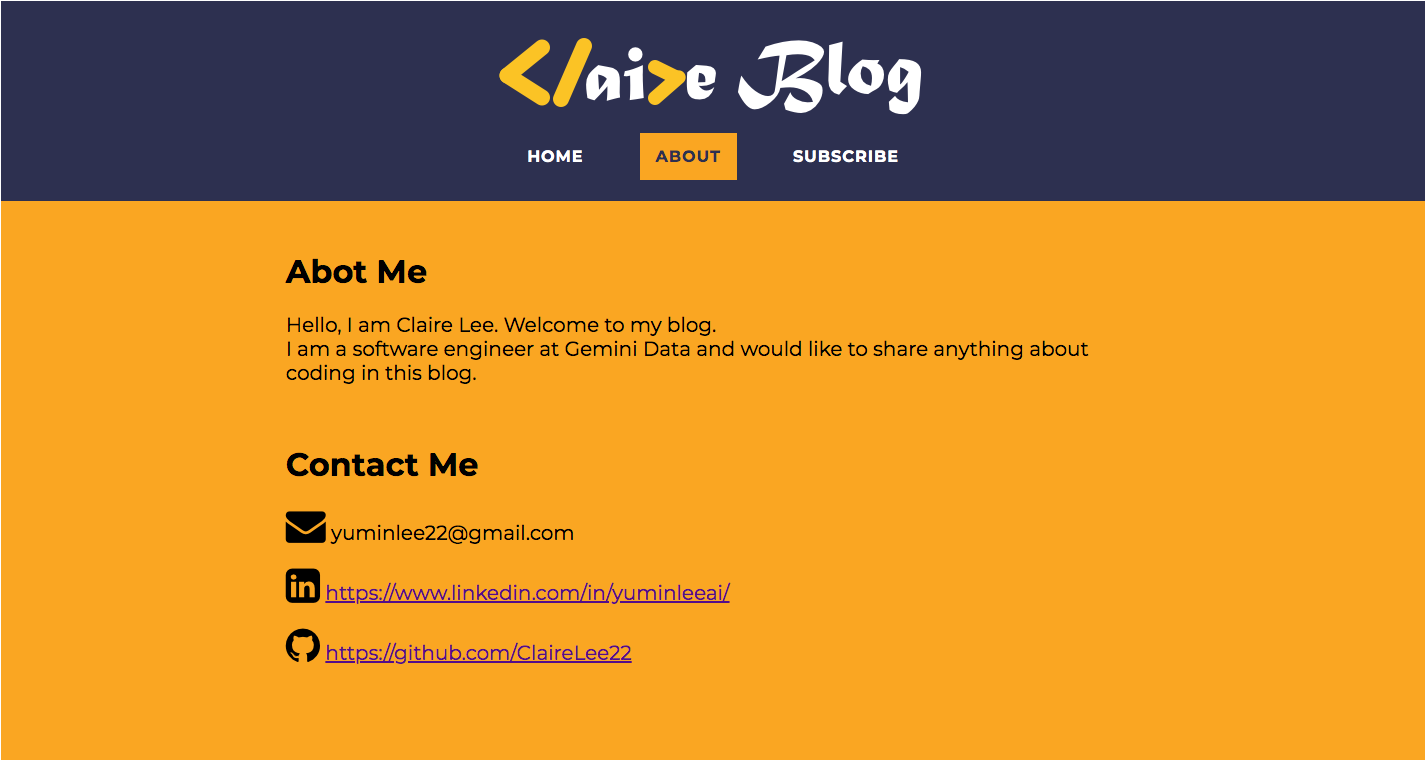 </aire Blog
HOME ABOUT SUBSCRIBE
Abot Me
Hello, I am Claire Lee. Welcome to my blog.
I am a software engineer at Gemini Data and would like to share anything about
coding in this blog.
Contact Me
yuminlee22@gmail.com
in https://www.linkedin.com/in/yuminleeai/
https://github.com/ClaireLee22